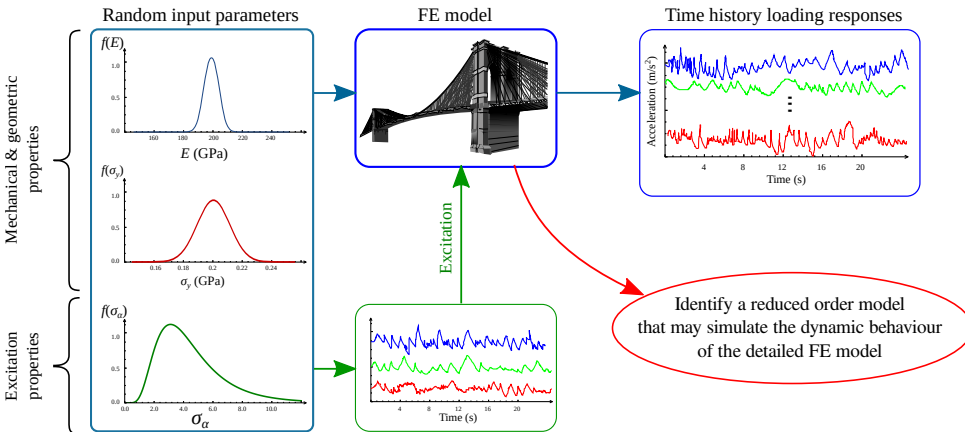 Random input parameters
FE model
Time history loading responses
Mechanical & geometric
properties
Excitation
properties
f(E)
1.0
0.5
0.0
160 180 200 220 240
E (GPa)
f(σy)
1.0
0.5
0.0
0.16 0.18 0.2 0.22 0.24
σy (GPa)
f(σα)
1.0
0.5
0.0
0.0 2.0 4.0 6.0 8.0 10.0
σα
Excitation
4 8 12 16 20
Time (s)
Acceleration (m/s²)
4 8 12 16 20
Time (s)
Identify a reduced order model
that may simulate the dynamic behaviour
of the detailed FE model